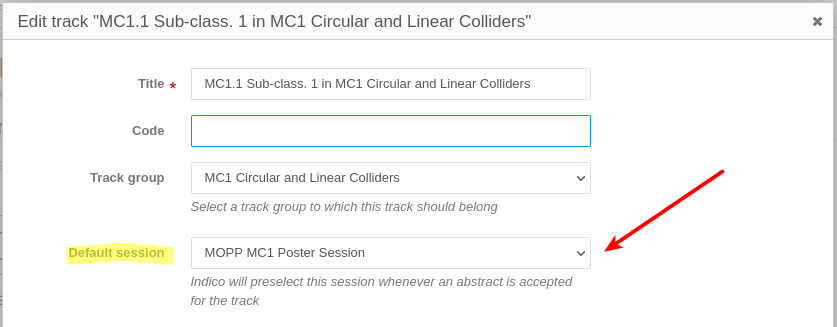 Edit track "MC1.1 Sub-class. 1 in MC1 Circular and Linear Colliders" ✖
Title * MC1.1 Sub-class. 1 in MC1 Circular and Linear Colliders
Code
Track group MC1 Circular and Linear Colliders
Select a track group to which this track should belong
Default session MOPP MC1 Poster Session
Indico will preselect this session whenever an abstract is accepted
for the track